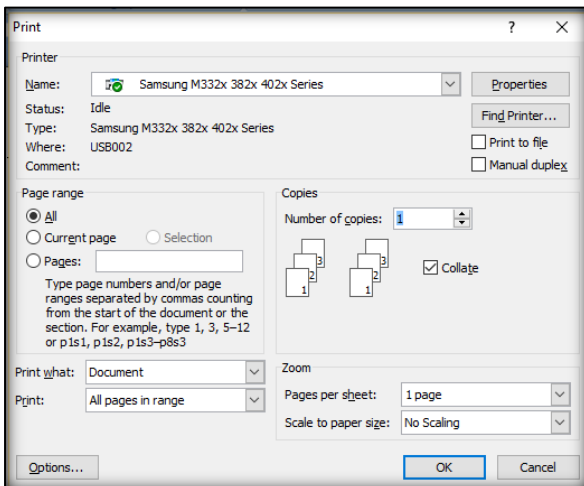 Print ? X
Printer
Name: Samsung M332x 382x 402x Series Properties
Status: Idle Find Printer...
Type: Samsung M332x 382x 402x Series
Where: USB002 Print to file
Comment: Manual duplex
Page range
All
Current page Selection
Pages:
Type page numbers and/or page
ranges separated by commas counting
from the start of the document or the
section. For example, type 1, 3, 5–12
or p1s1, p1s2, p1s3–p8s3
Copies
Number of copies: 1
3 3
2 2
1 1
Collate
Print what: Document
Print: All pages in range
Zoom
Pages per sheet: 1 page
Scale to paper size: No Scaling
Options... OK Cancel